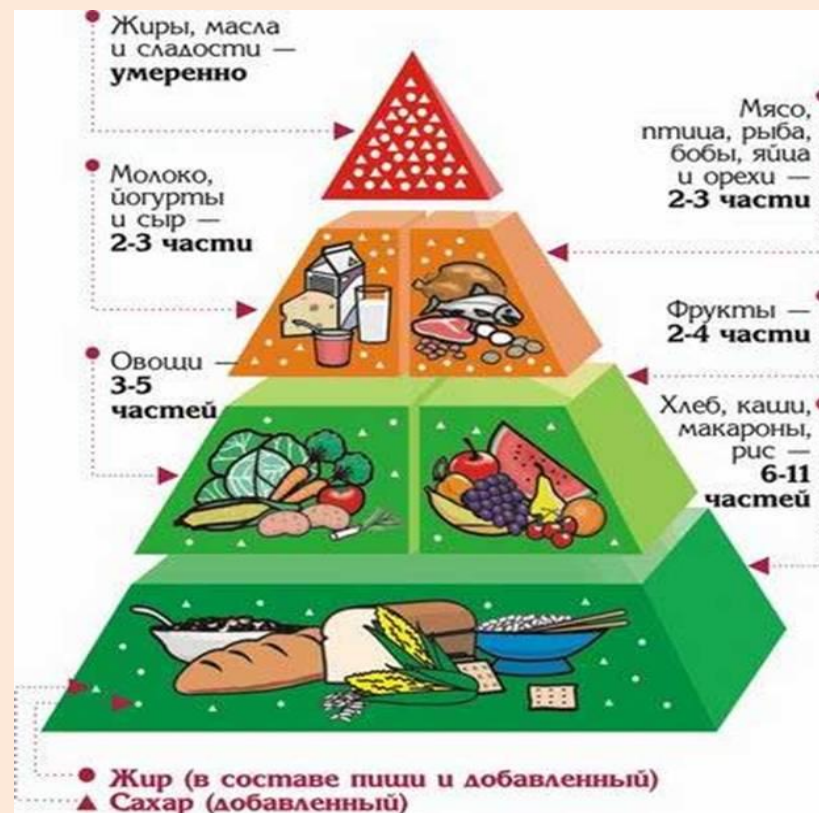 Жиры, масла
и сладости —
умеренно
Мясо,
птица, рыба,
бобы, яйца
и орехи —
2-3 части
Молоко,
йогурты
и сыр —
2-3 части
Фрукты —
2-4 части
Овощи —
3-5
частей
Хлеб, каши,
макароны,
рис —
6-11
частей
Жир (в составе пищи и добавленный)
Сахар (добавленный)